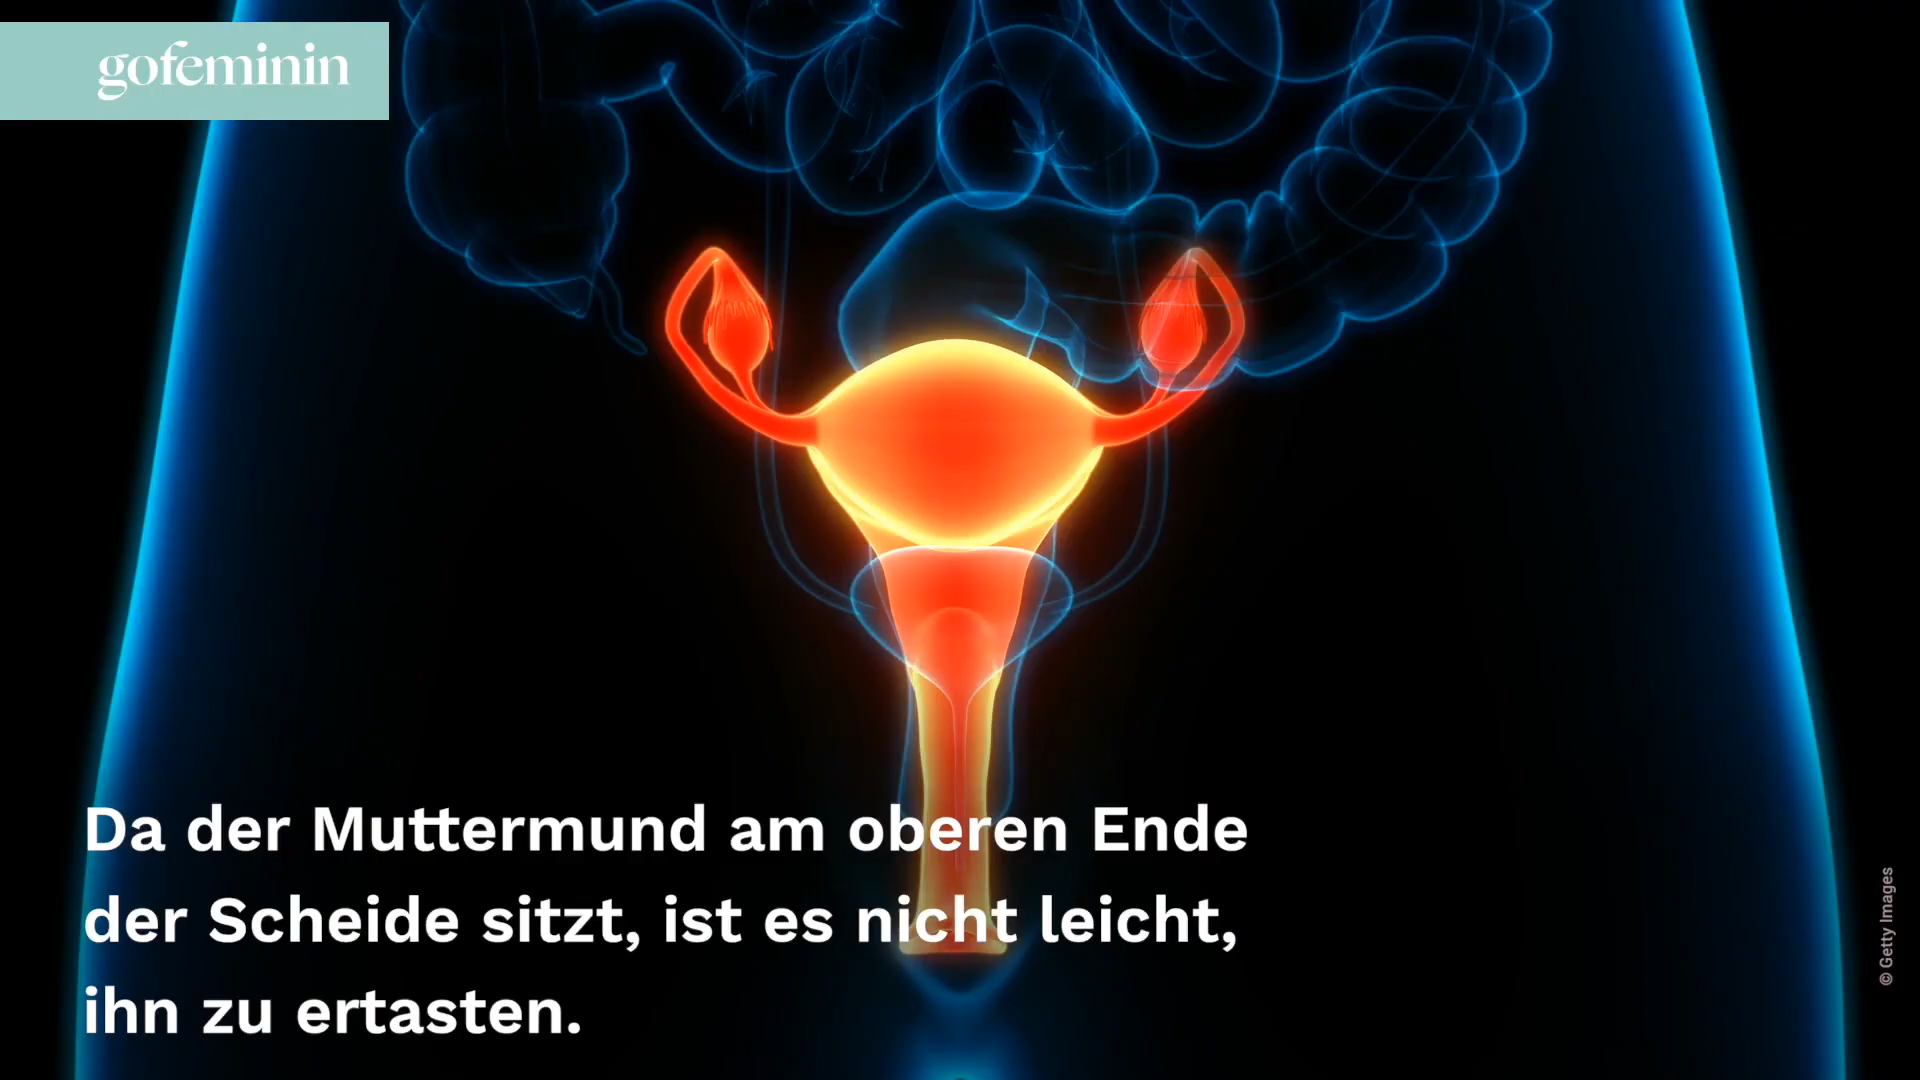 gofeminin
Da der Muttermund am oberen Ende
der Scheide sitzt, ist es nicht leicht,
ihn zu ertasten.
© Getty Images